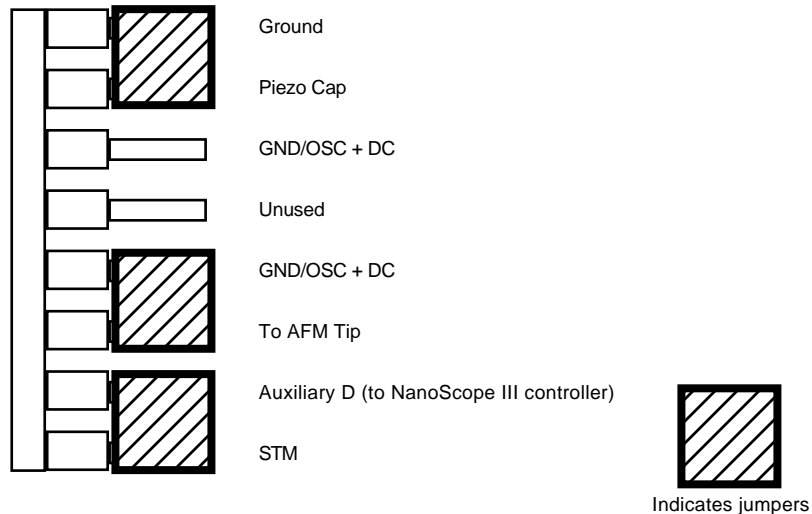 Ground
Piezo Cap
GND/OSC + DC
Unused
GND/OSC + DC
To AFM Tip
Auxiliary D (to NanoScope III controller)
STM
Indicates jumpers